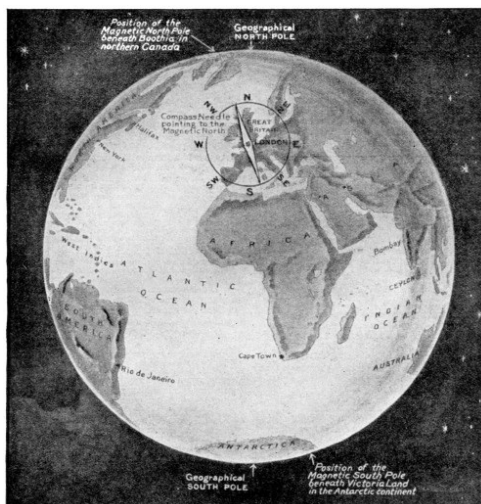 Position of the
Magnetic North Pole
beneath Boothia in
northern Canada
Geographical
NORTH POLE
N
NW
NE
Compass Needle
pointing to the
Magnetic North
GREAT
BRITAIN
LONDON
W
E
SW
SE
S
Halifax
New York
West Indies
ATLANTIC
OCEAN
AFRICA
Bombay
CEYLON
INDIAN
OCEAN
SOUTH
AMERICA
Rio de Janeiro
Cape Town
AUSTRALIA
ANTARCTICA
Geographical
SOUTH POLE
Position of the
Magnetic South Pole
beneath Victoria Land
in the Antarctic continent